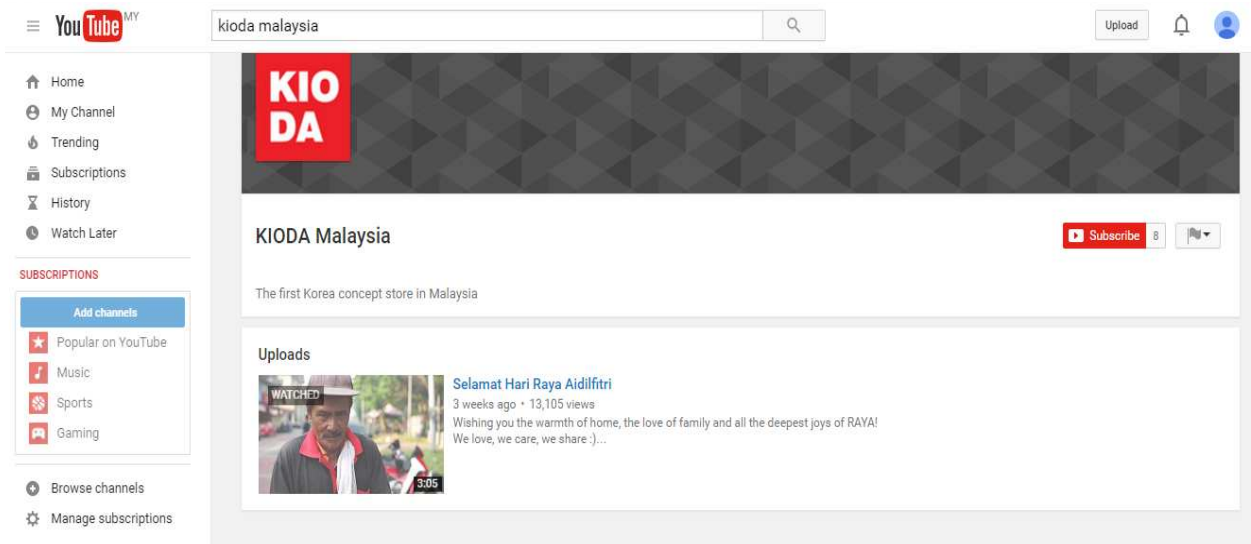 YouTube MY
kioda malaysia
Upload
Home
My Channel
Trending
Subscriptions
History
Watch Later
SUBSCRIPTIONS
Add channels
Popular on YouTube
Music
Sports
Gaming
Browse channels
Manage subscriptions
KIO
DA
KIODA Malaysia
Subscribe 8
The first Korea concept store in Malaysia
Uploads
WATCHED
3:05
Selamat Hari Raya Aidilfitri
3 weeks ago • 13,105 views
Wishing you the warmth of home, the love of family and all the deepest joys of RAYA!
We love, we care, we share :)...